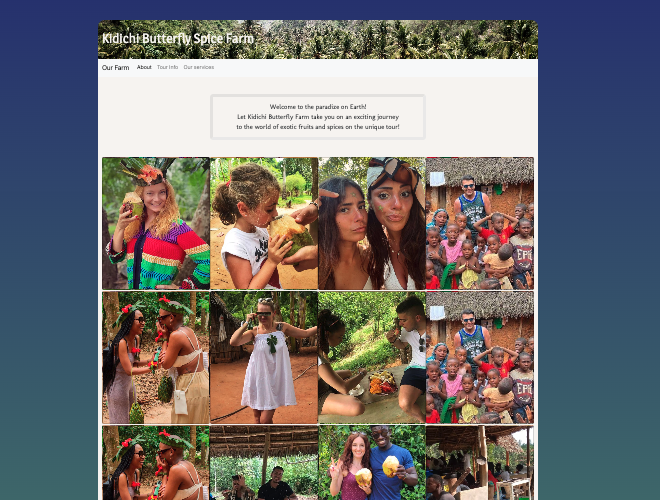 Kidichi Butterfly Spice Farm
Our Farm About Tour Info Our services
Welcome to the paradize on Earth!
Let Kidichi Butterfly Farm take you on an exciting journey
to the world of exotic fruits and spices on the unique tour!